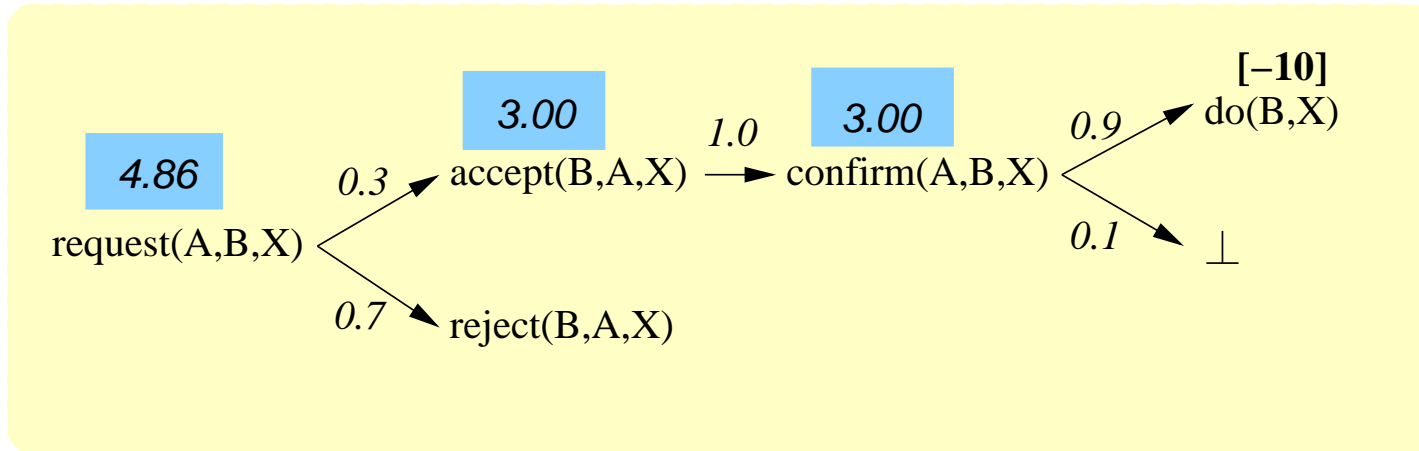 [−10]
do(B,X)
3.00
3.00
0.9
1.0
4.86
0.3
accept(B,A,X)
confirm(A,B,X)
request(A,B,X)
0.1
⊥
0.7
reject(B,A,X)